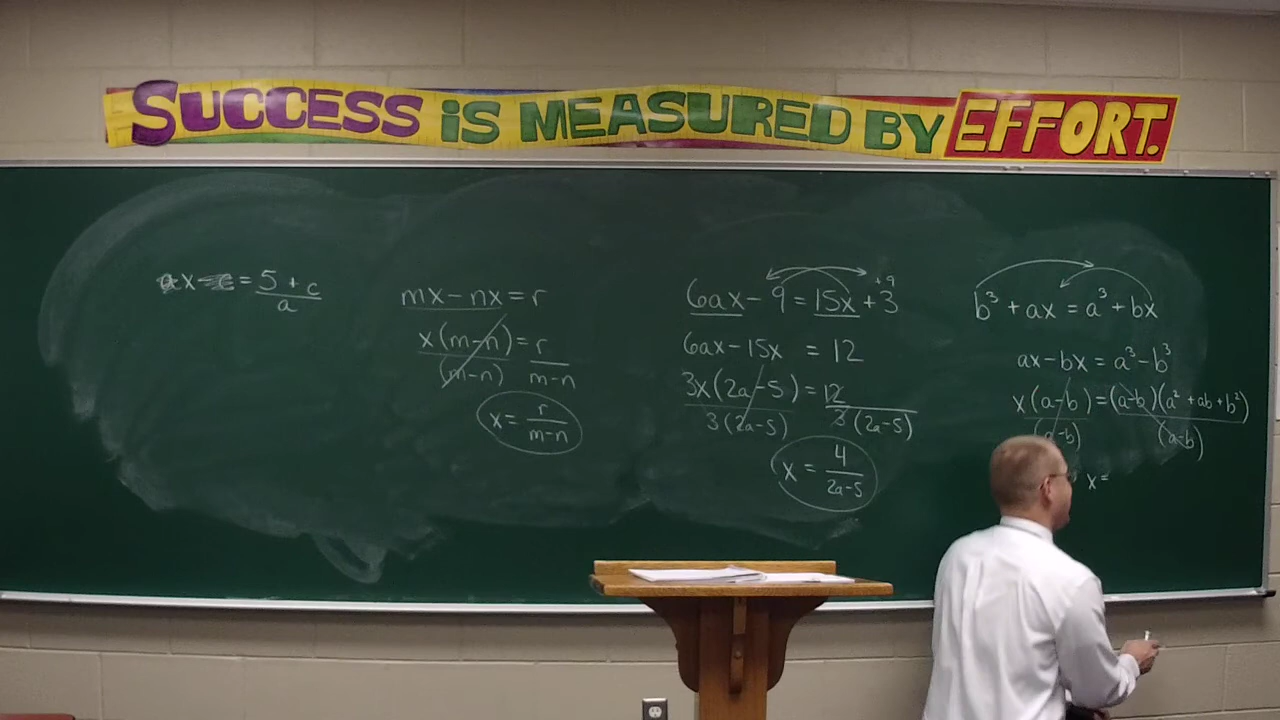 SUCCESS iS MEASURED BY EFFORT.
x = 5 + c
a
mx - nx = r
x(m-n) = r
(m-n) m-n
x = r
m-n
+9
6ax - 9 = 15x + 3
6ax - 15x = 12
3x(2a-5) = 12
3(2a-5) 3(2a-5)
x = 4
2a-5
b³ + ax = a³ + bx
ax - bx = a³ - b³
x(a-b) = (a-b)(a² + ab + b²)
(a-b) (a-b)
x =